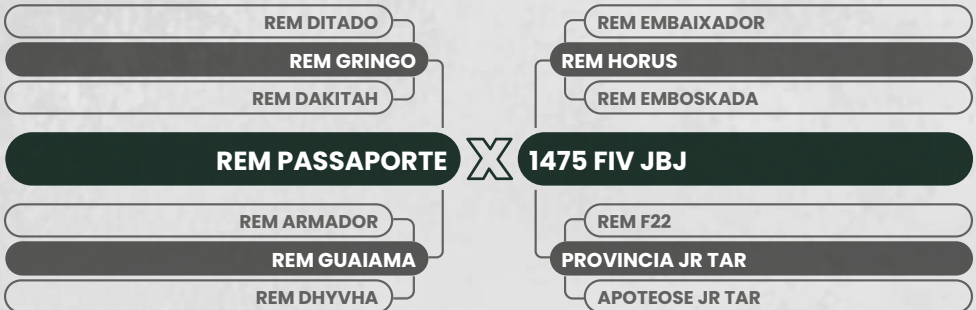 REM DITADO
REM GRINGO
REM DAKITAH
REM PASSAPORTE
REM ARMADOR
REM GUAIAMA
REM DHYVHA
X
REM EMBAIXADOR
REM HORUS
REM EMBOSKADA
1475 FIV JBJ
REM F22
PROVINCIA JR TAR
APOTEOSE JR TAR